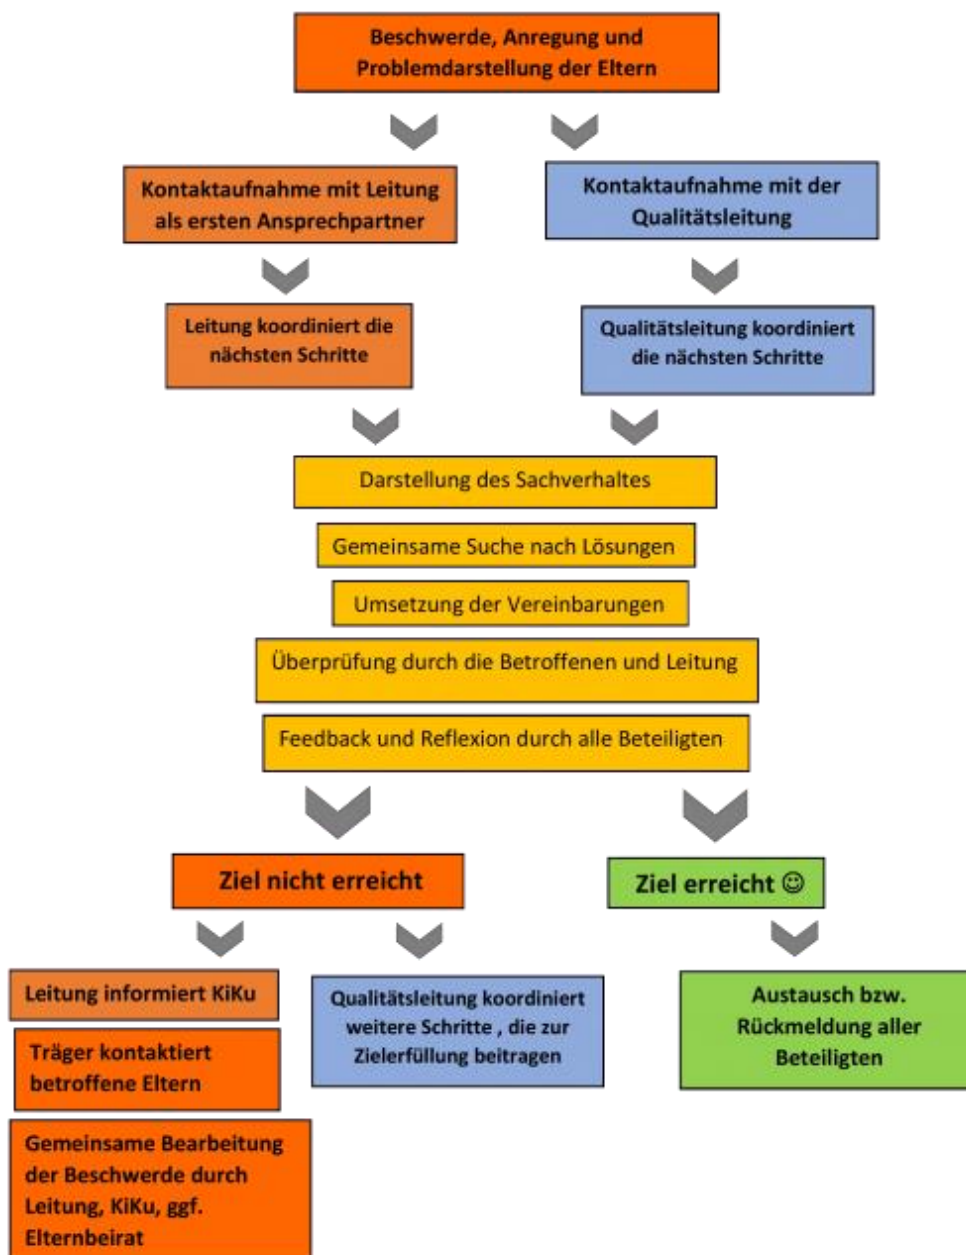 Beschwerde, Anregung und
Problemdarstellung der Eltern
Kontaktaufnahme mit Leitung
als ersten Ansprechpartner
Kontaktaufnahme mit der
Qualitätsleitung
Leitung koordiniert die
nächsten Schritte
Qualitätsleitung koordiniert
die nächsten Schritte
Darstellung des Sachverhaltes
Gemeinsame Suche nach Lösungen
Umsetzung der Vereinbarungen
Überprüfung durch die Betroffenen und Leitung
Feedback und Reflexion durch alle Beteiligten
Ziel nicht erreicht
Ziel erreicht ☺
Leitung informiert KiKu
Träger kontaktiert
betroffene Eltern
Gemeinsame Bearbeitung
der Beschwerde durch
Leitung, KiKu, ggf.
Elternbeirat
Qualitätsleitung koordiniert
weitere Schritte , die zur
Zielerfüllung beitragen
Austausch bzw.
Rückmeldung aller
Beteiligten